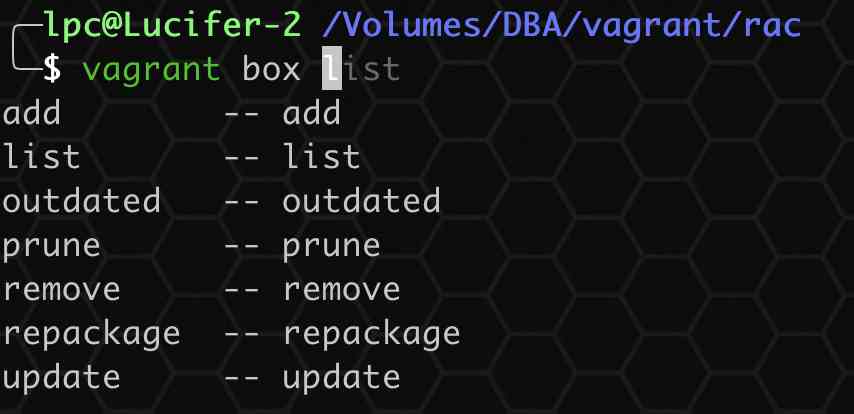 lpc@Lucifer-2 /Volumes/DBA/vagrant/rac
$ vagrant box list
add -- add
list -- list
outdated -- outdated
prune -- prune
remove -- remove
repackage -- repackage
update -- update